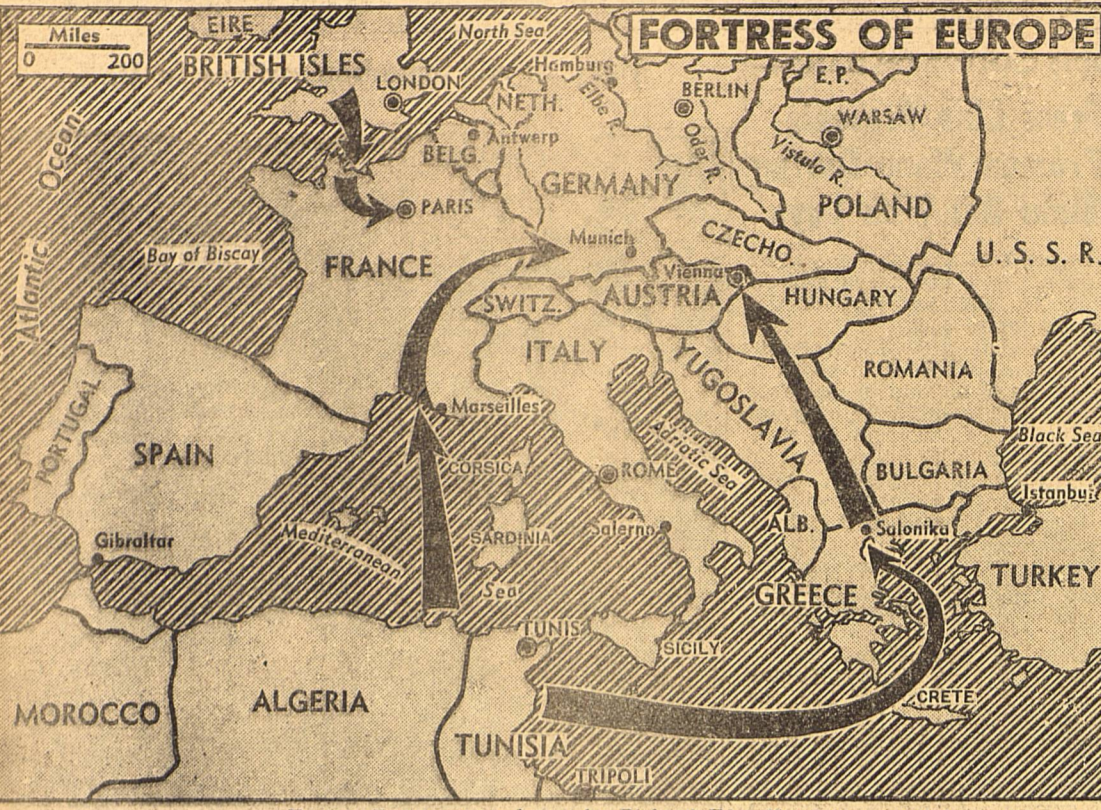 FORTRESS OF EUROPE
Miles
0 200
EIRE
BRITISH ISLES
North Sea
LONDON
Hamburg
Elbe R.
NETH.
BERLIN
E.P.
WARSAW
Atlantic Ocean
Antwerp
BELG.
Oder R.
Vistula R.
GERMANY
POLAND
PARIS
Bay of Biscay
FRANCE
Munich
CZECHO.
U. S. S. R.
Vienna
SWITZ.
AUSTRIA
HUNGARY
ITALY
YUGOSLAVIA
ROMANIA
PORTUGAL
SPAIN
Marseilles
Adriatic Sea
Black Sea
CORSICA
ROME
BULGARIA
Istanbul
Gibraltar
Mediterranean
Sea
SARDINIA
Salerno
ALB.
Salonika
GREECE
TURKEY
TUNIS
SICILY
MOROCCO
ALGERIA
TUNISIA
CRETE
TRIPOLI